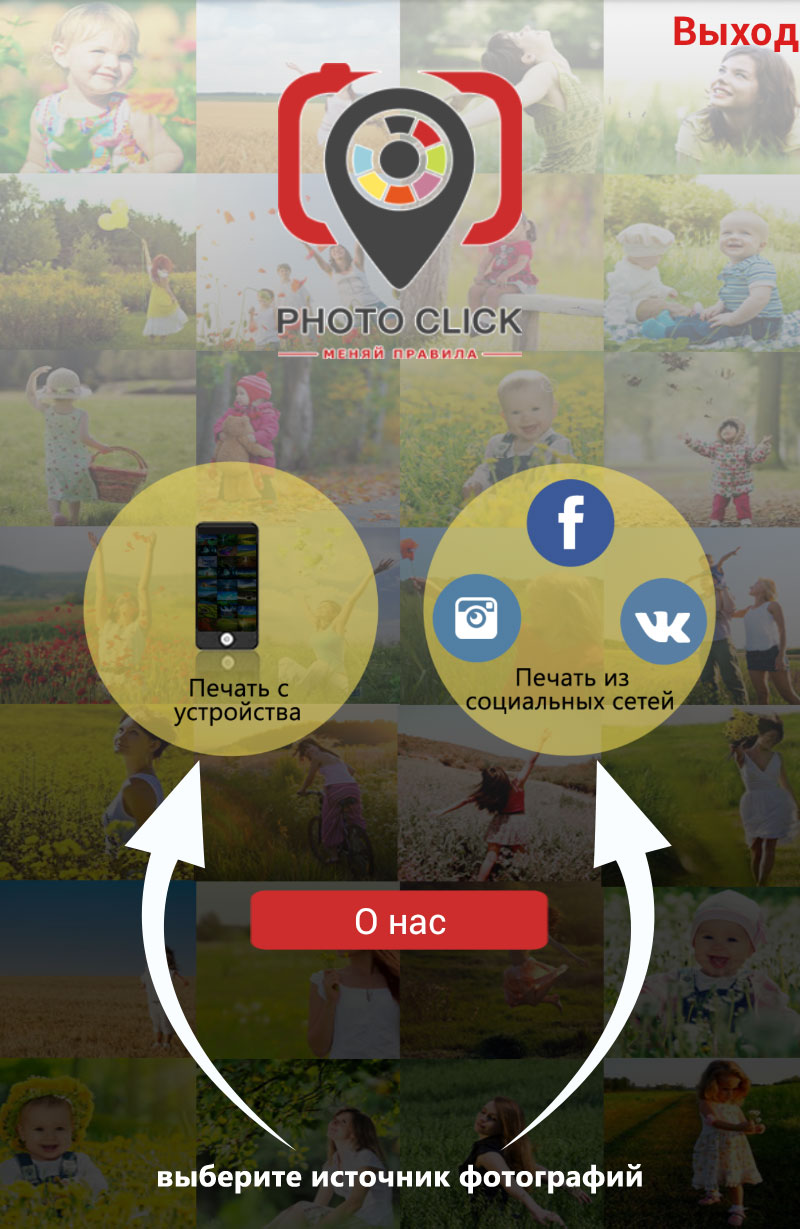 Выход
PHOTO CLICK
МЕНЯЙ ПРАВИЛА
Печать с
устройства
Печать из
социальных сетей
О нас
выберите источник фотографий